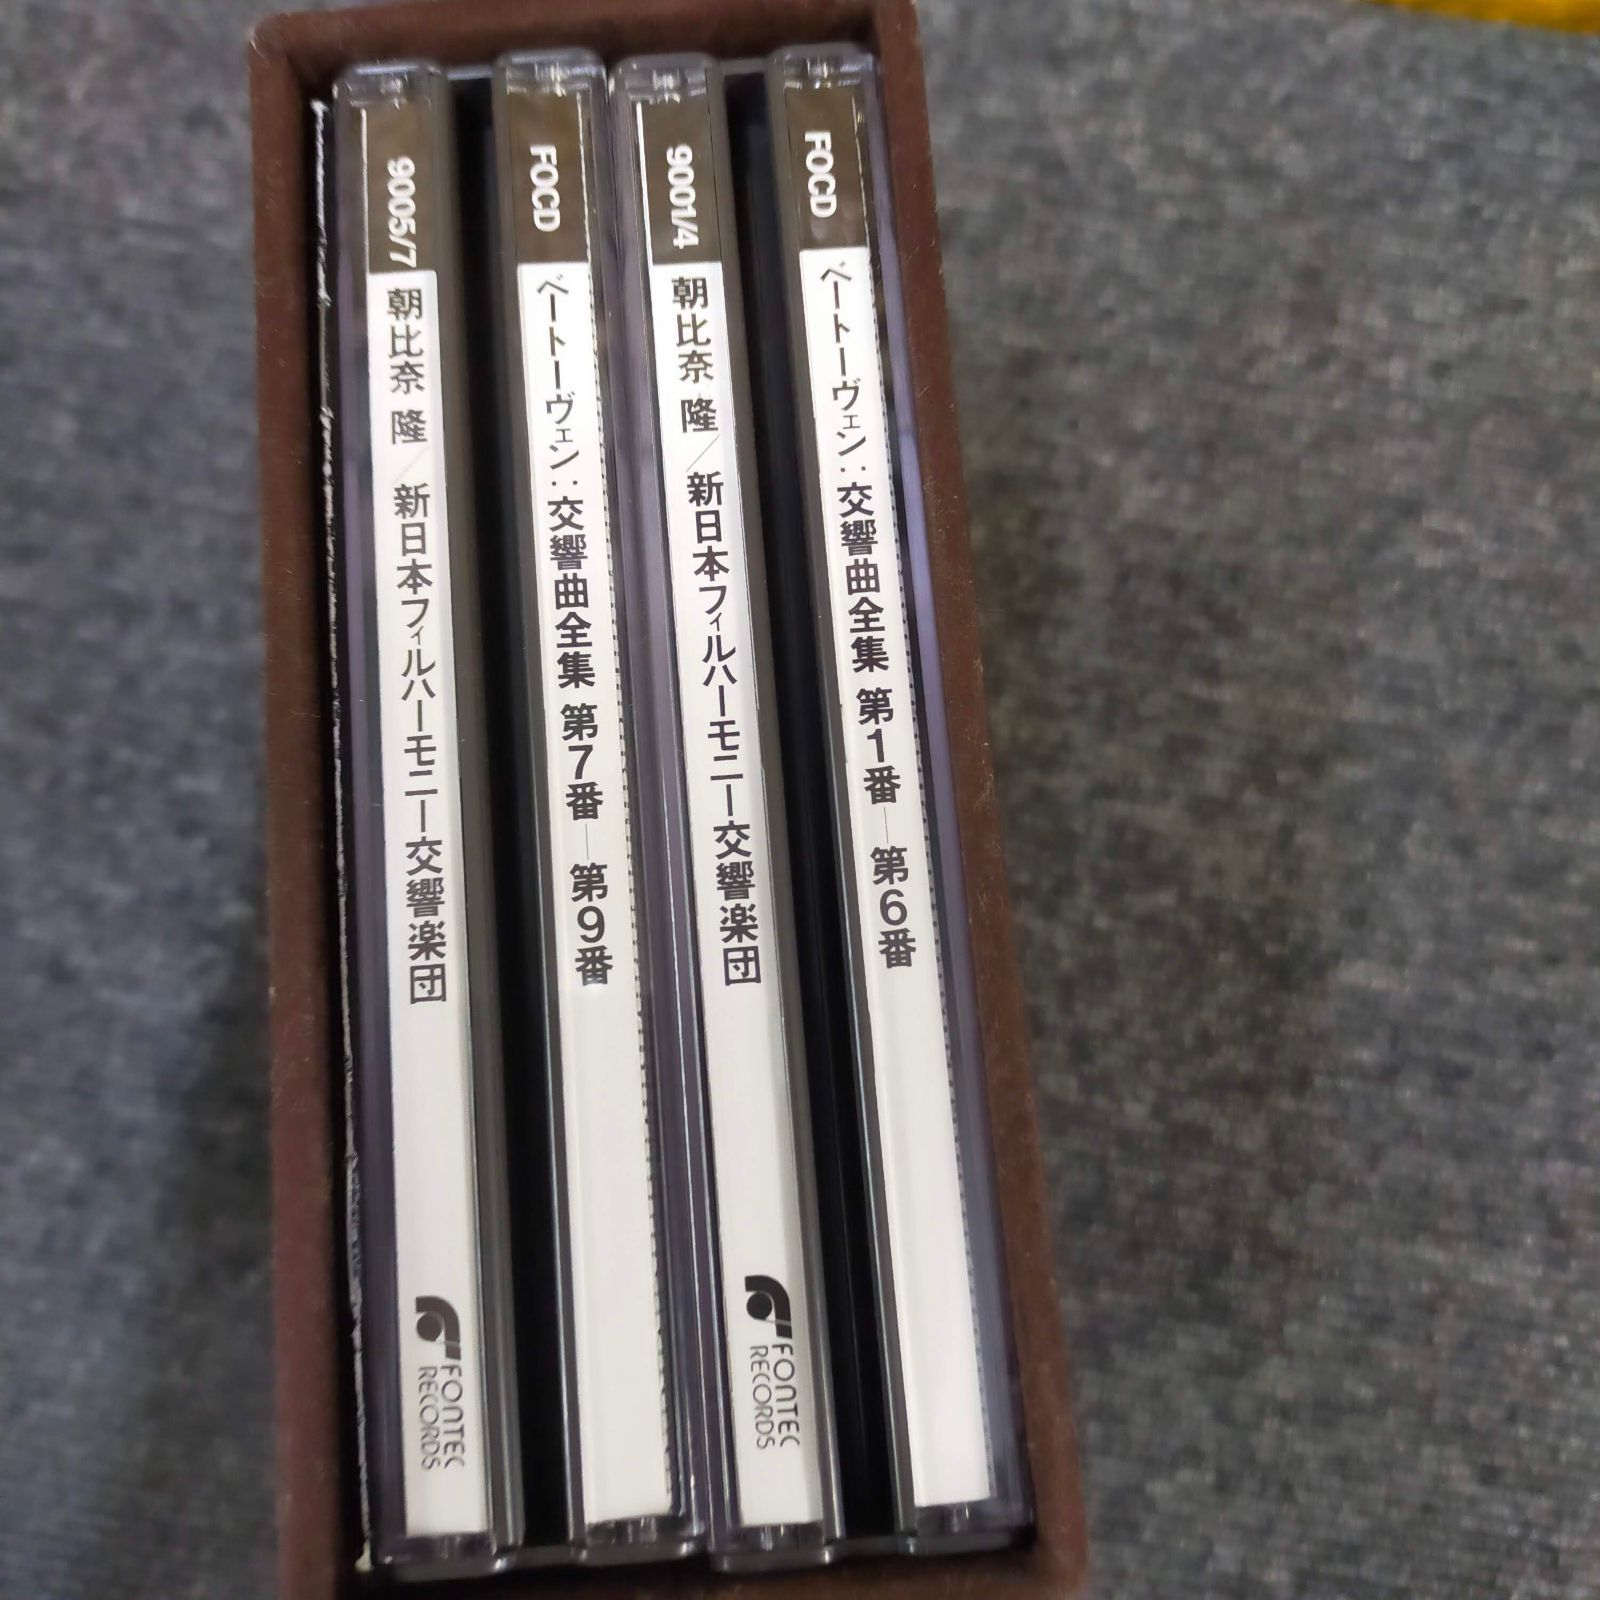 FOCD
ベートーヴェン:交響曲全集 第1番—第6番
9001/4
朝比奈 隆/新日本フィルハーモニー交響楽団
FONTEC
RECORDS
FOCD
ベートーヴェン:交響曲全集 第7番—第9番
9005/7
朝比奈 隆/新日本フィルハーモニー交響楽団
FONTEC
RECORDS